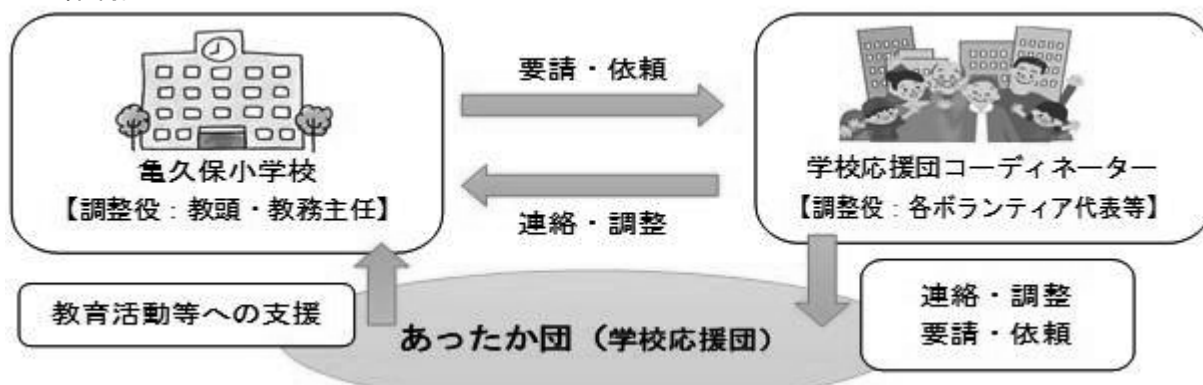 要請・依頼
亀久保小学校
【調整役：教頭・教務主任】
学校応援団コーディネーター
【調整役：各ボランティア代表等】
連絡・調整
教育活動等への支援
あったか団（学校応援団）
連絡・調整
要請・依頼